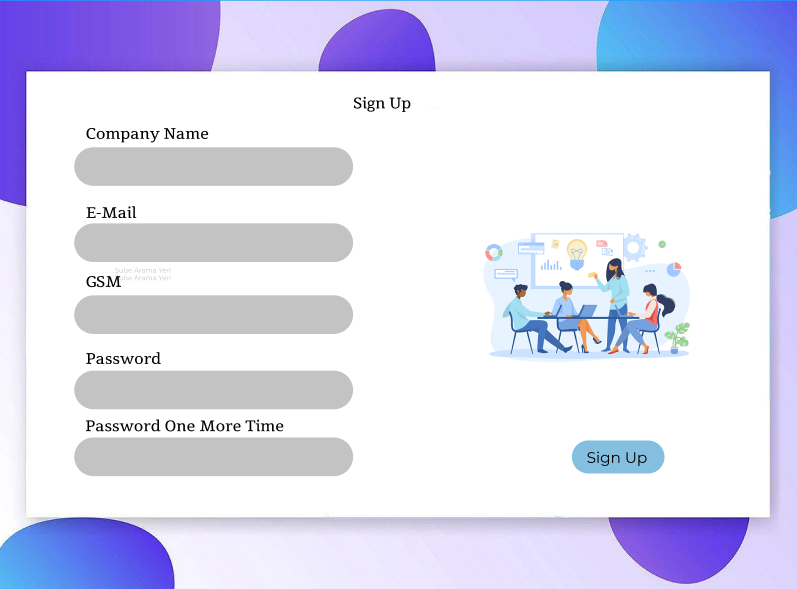 Sign Up
Company Name
E-Mail
Şube Arama Yeri
Şube Arama Yeri
GSM
Password
Password One More Time
Sign Up